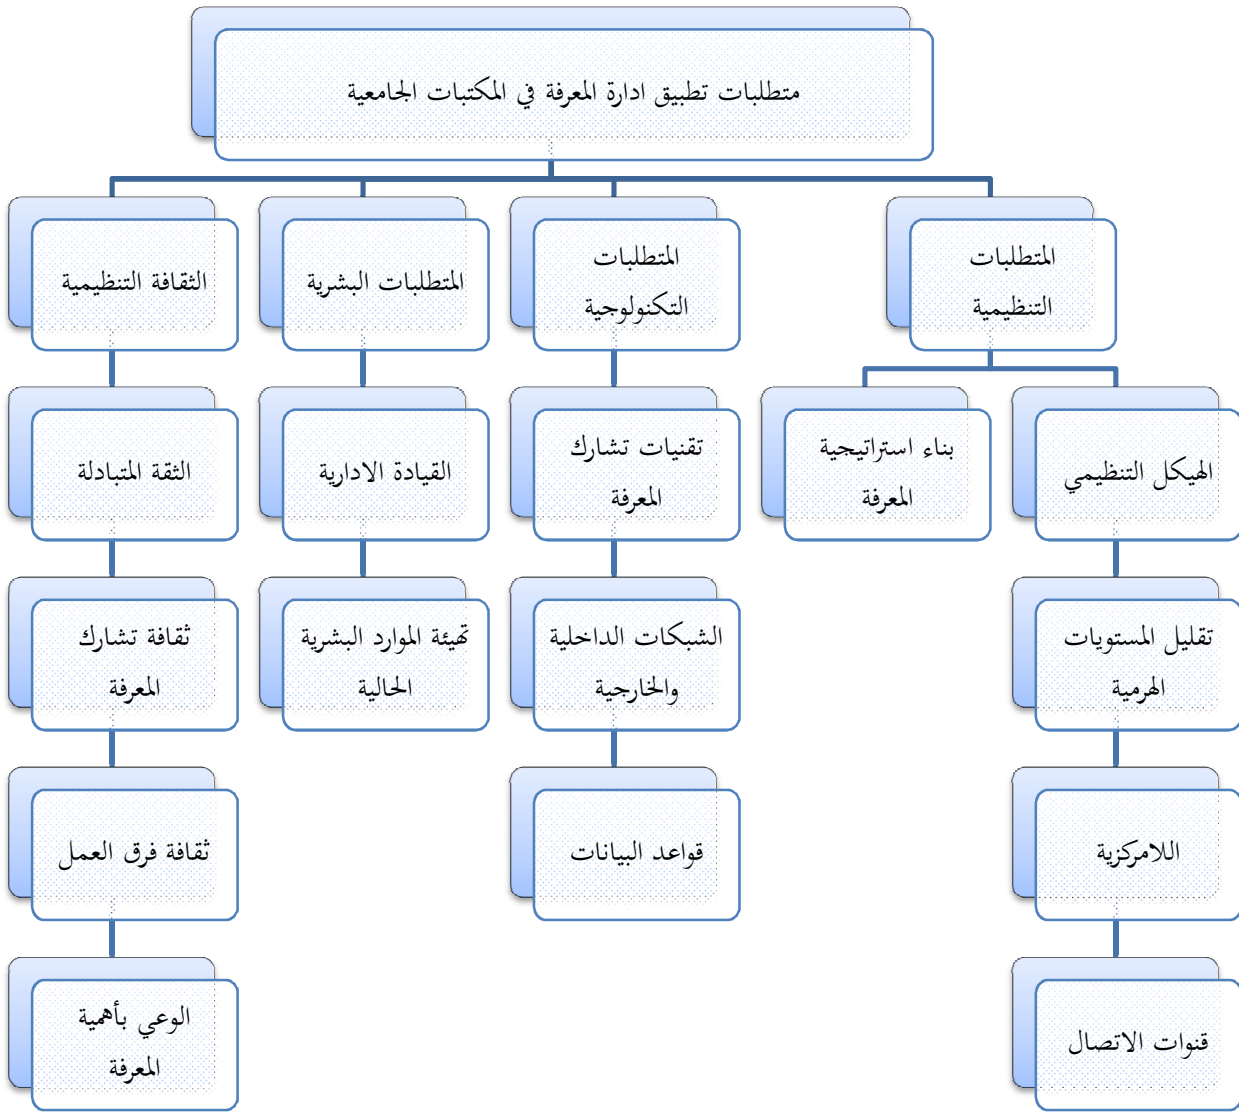 متطلبات تطبيق ادارة المعرفة في المكتبات الجامعية
المتطلبات
التنظيمية
المتطلبات
التكنولوجية
المتطلبات البشرية
الثقافة التنظيمية
الهيكل التنظيمي
بناء استراتيجية
المعرفة
تقنيات تشارك
المعرفة
القيادة الادارية
الثقة المتبادلة
تقليل المستويات
الهرمية
الشبكات الداخلية
والخارجية
تهيئة الموارد البشرية
الحالية
ثقافة تشارك
المعرفة
اللامركزية
قواعد البيانات
ثقافة فرق العمل
قنوات الاتصال
الوعي بأهمية
المعرفة